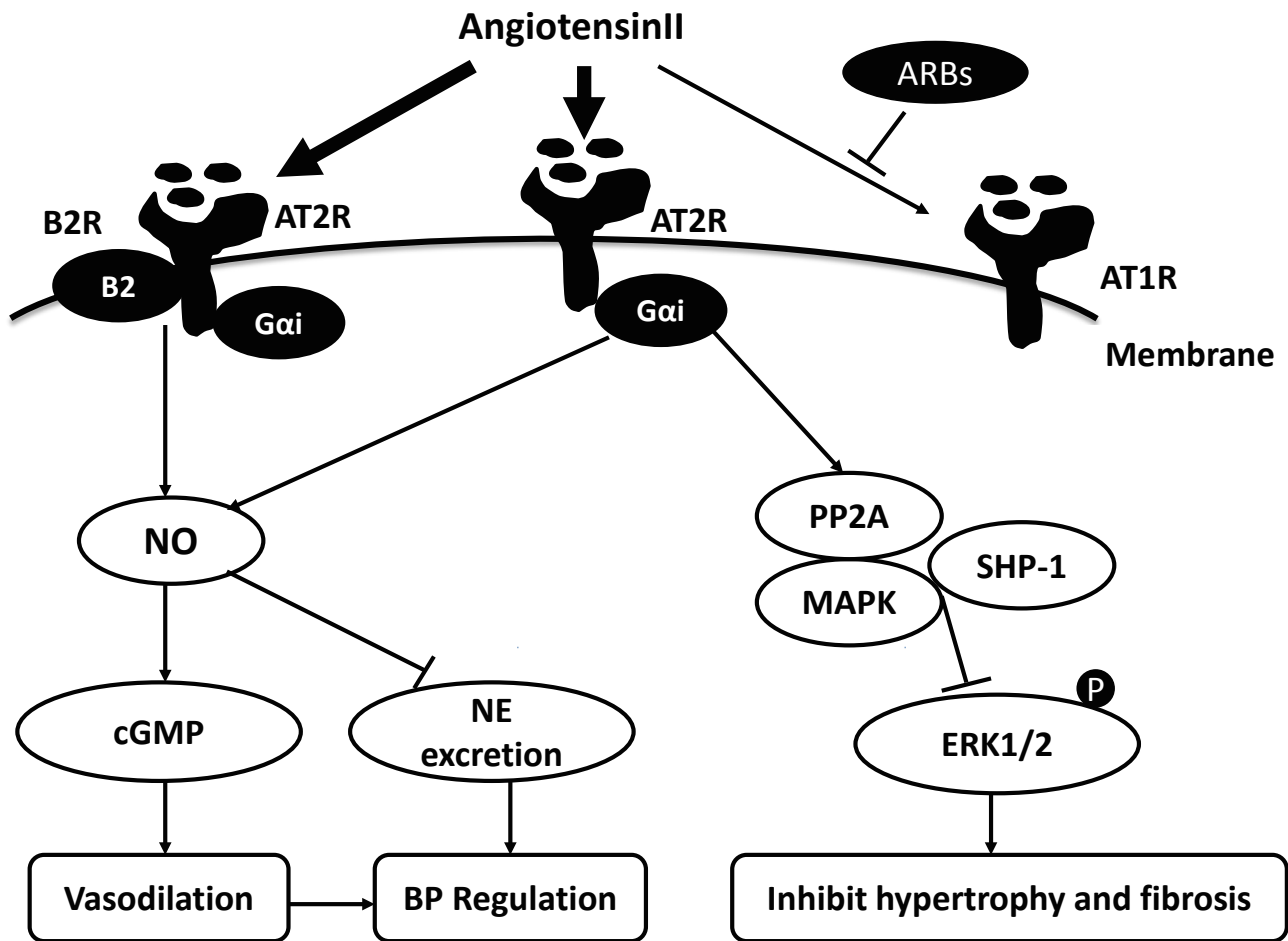 AngiotensinII
ARBs
B2R
AT2R
AT2R
B2
Gαi
Gαi
AT1R
Membrane
NO
PP2A
SHP-1
MAPK
cGMP
NE
excretion
P
ERK1/2
Vasodilation
BP Regulation
Inhibit hypertrophy and fibrosis